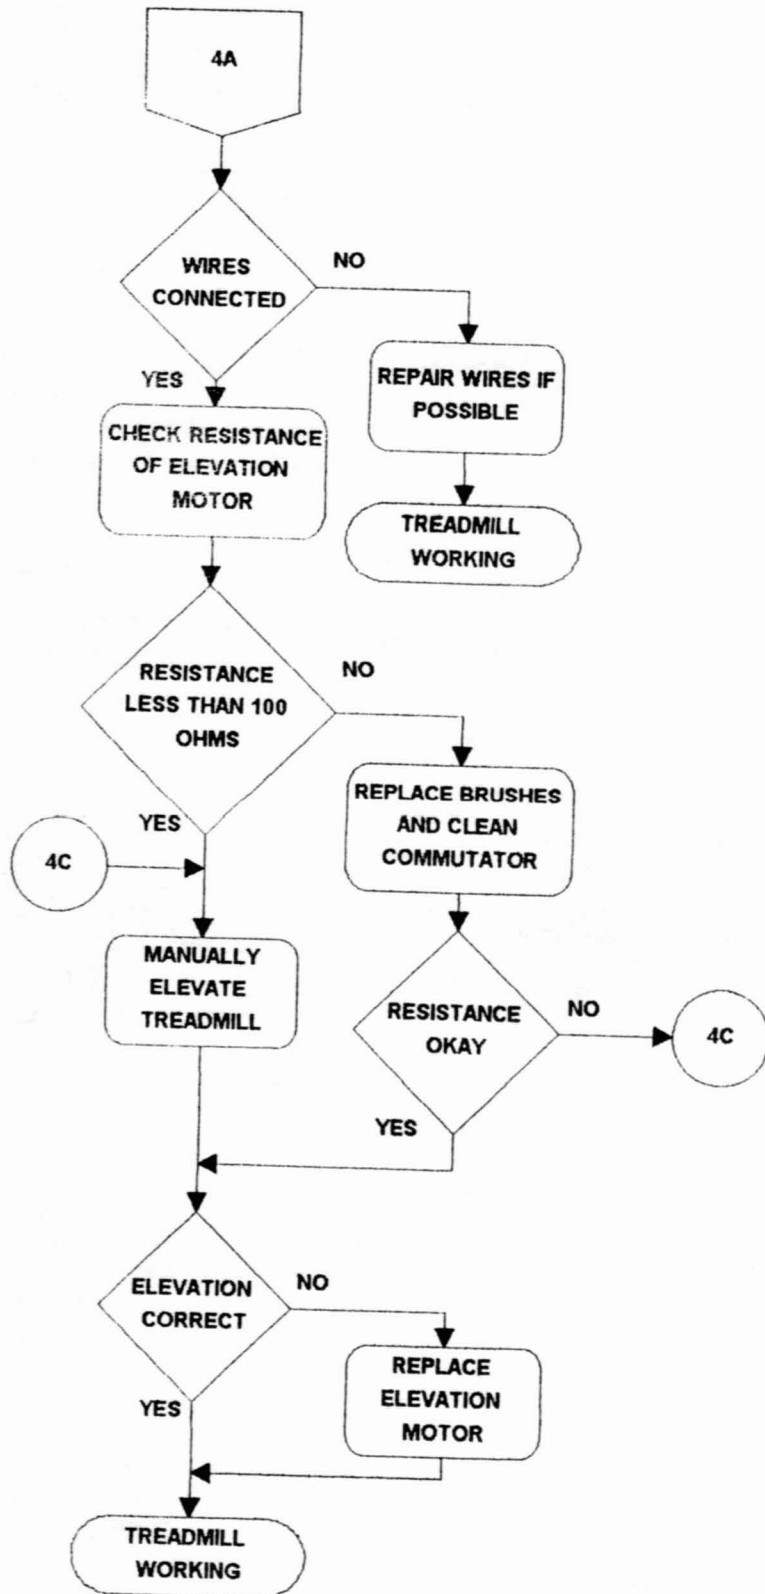 4A
WIRES
CONNECTED
NO
YES
REPAIR WIRES IF
POSSIBLE
CHECK RESISTANCE
OF ELEVATION
MOTOR
TREADMILL
WORKING
RESISTANCE
LESS THAN 100
OHMS
NO
YES
REPLACE BRUSHES
AND CLEAN
COMMUTATOR
4C
MANUALLY
ELEVATE
TREADMILL
RESISTANCE
OKAY
NO
4C
YES
ELEVATION
CORRECT
NO
YES
REPLACE
ELEVATION
MOTOR
TREADMILL
WORKING